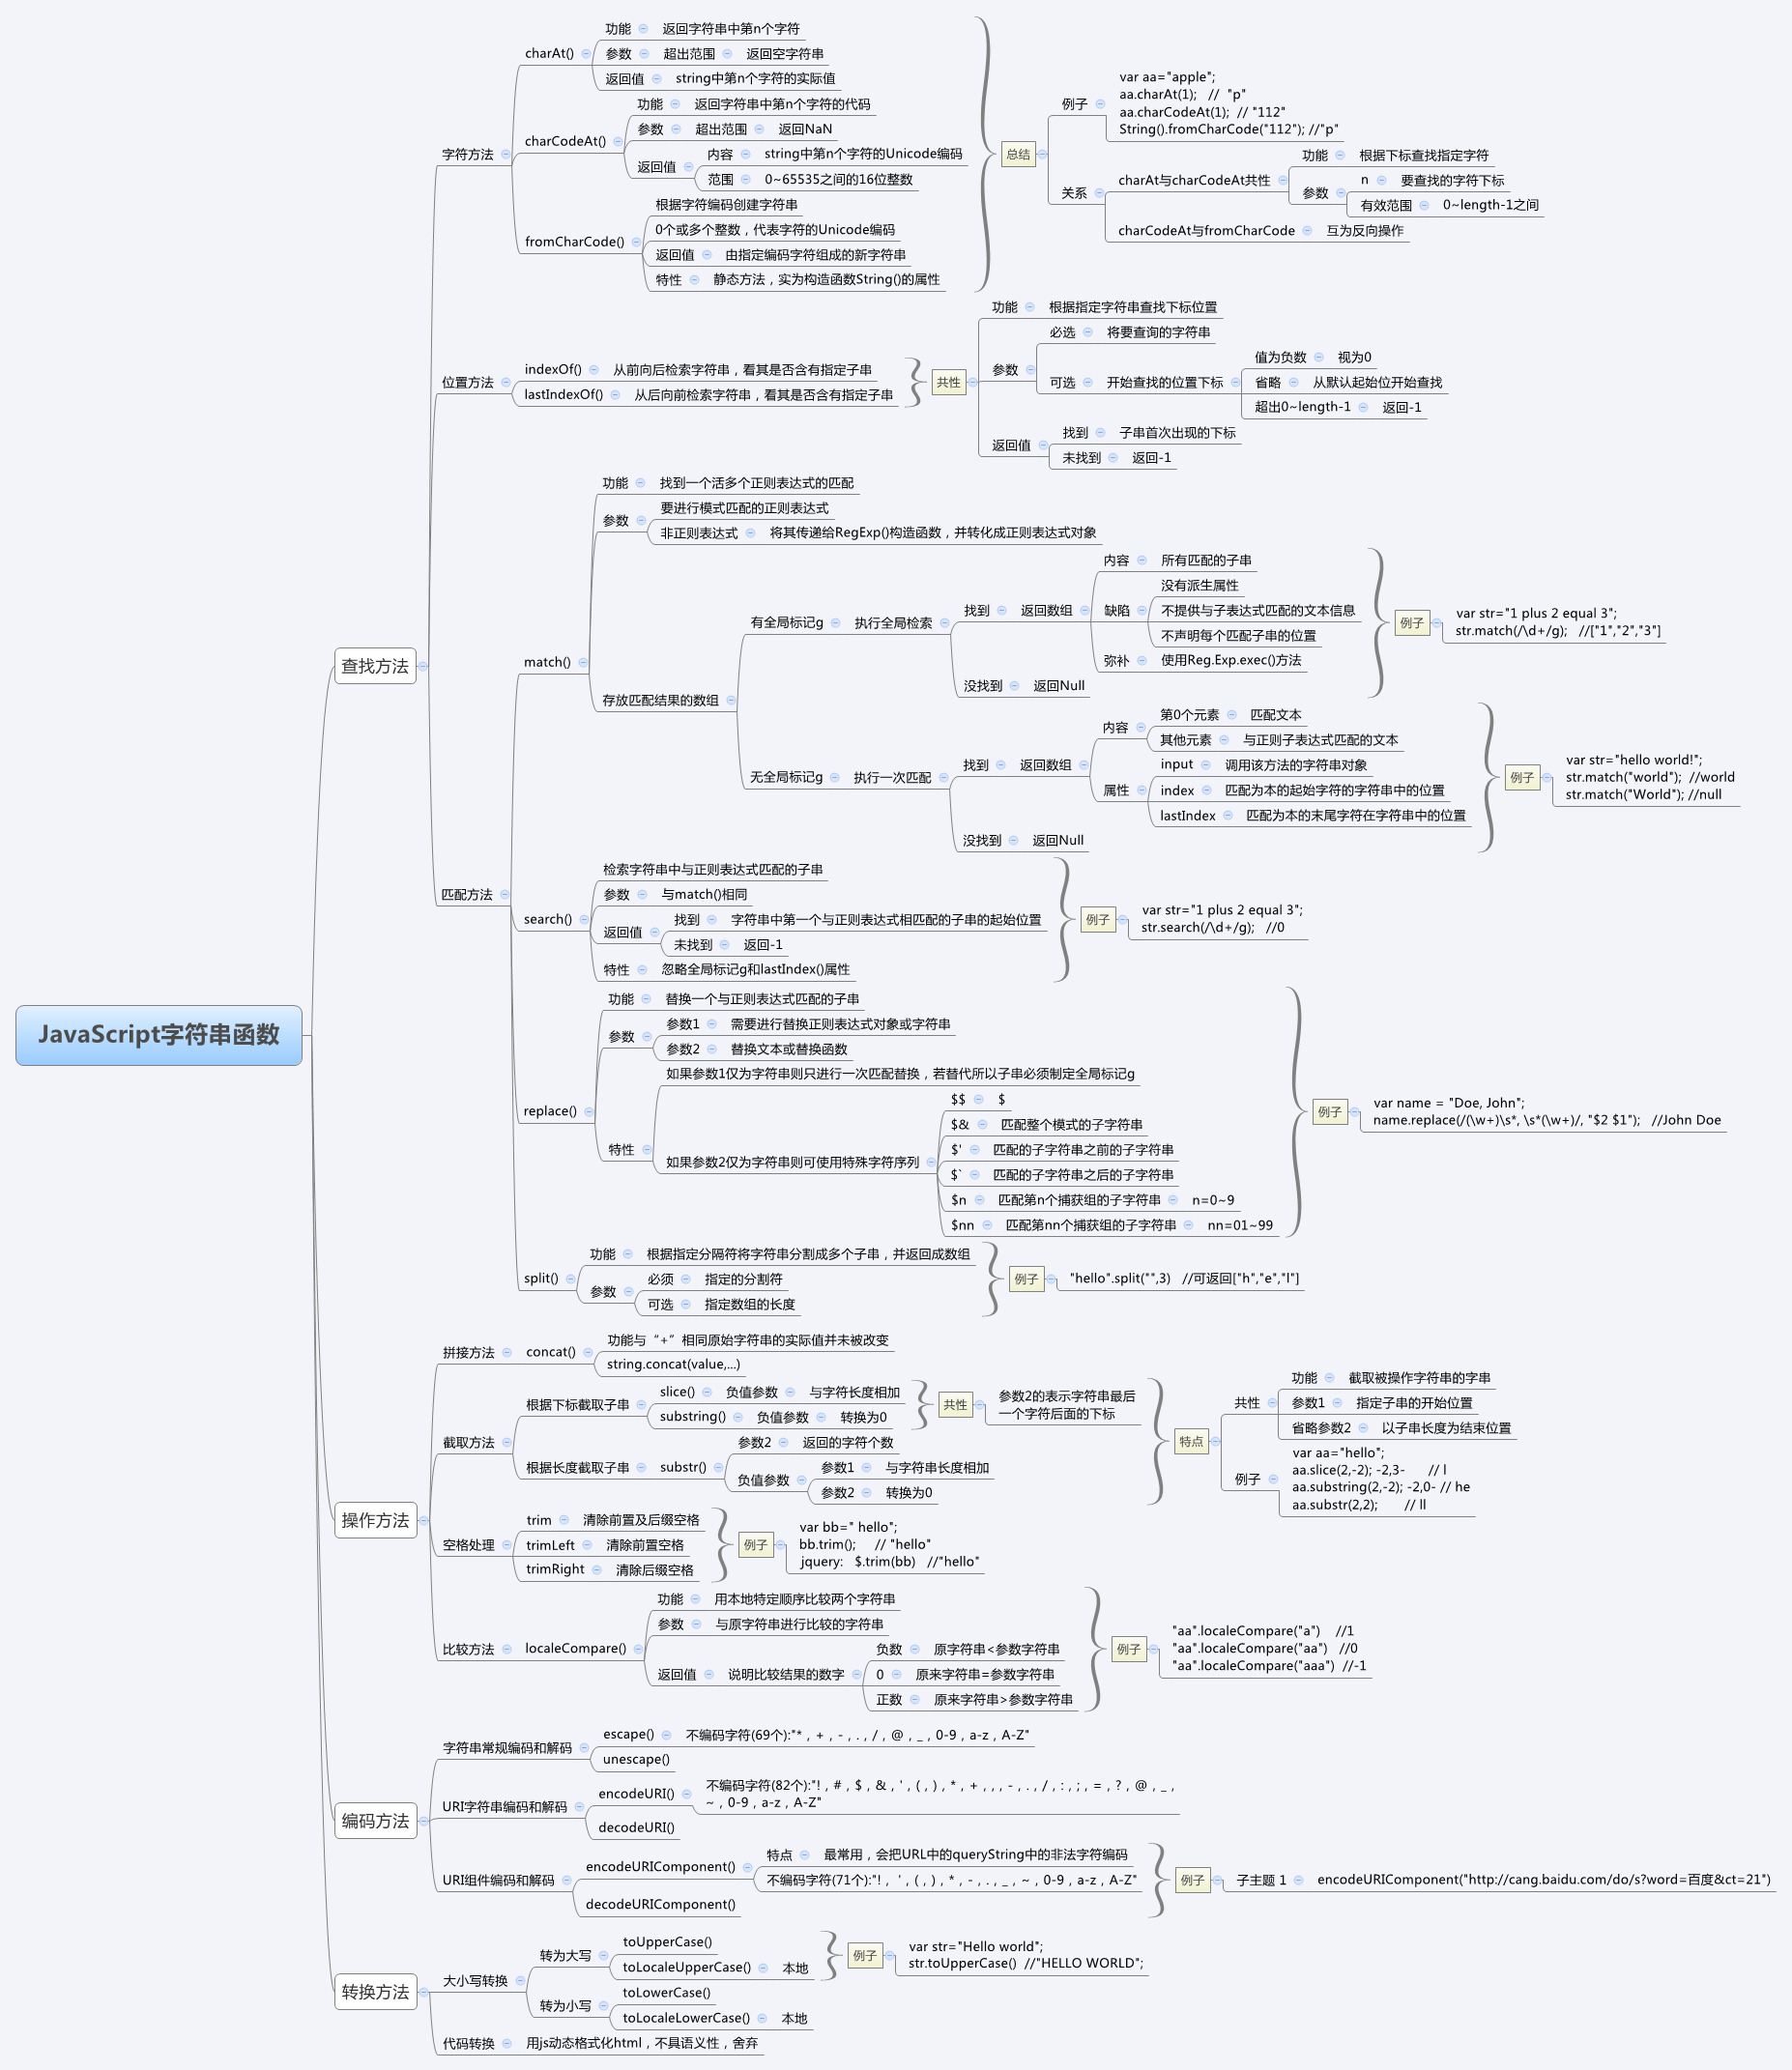 JavaScript字符串函数
查找方法
字符方法
charAt()
功能 返回字符串中第n个字符
参数 超出范围 返回空字符串
返回值 string中第n个字符的实际值
charCodeAt()
功能 返回字符串中第n个字符的代码
参数 超出范围 返回NaN
返回值
内容 string中第n个字符的Unicode编码
范围 0~65535之间的16位整数
fromCharCode()
根据字符编码创建字符串
0个或多个整数，代表字符的Unicode编码
返回值 由指定编码字符组成的新字符串
特性 静态方法，实为构造函数String()的属性
总结
例子
var aa="apple";
aa.charAt(1); // "p"
aa.charCodeAt(1); // "112"
String().fromCharCode("112"); //"p"
关系
charAt与charCodeAt共性
功能 根据下标查找指定字符
参数
n 要查找的字符下标
有效范围 0~length-1之间
charCodeAt与fromCharCode 互为反向操作
位置方法
indexOf() 从前向后检索字符串，看其是否含有指定子串
lastIndexOf() 从后向前检索字符串，看其是否含有指定子串
共性
功能 根据指定字符串查找下标位置
参数
必选 将要查询的字符串
可选 开始查找的位置下标
值为负数 视为0
省略 从默认起始位开始查找
超出0~length-1 返回-1
返回值
找到 子串首次出现的下标
未找到 返回-1
匹配方法
match()
功能 找到一个活多个正则表达式的匹配
参数
要进行模式匹配的正则表达式
非正则表达式 将其传递给RegExp()构造函数，并转化成正则表达式对象
存放匹配结果的数组
有全局标记g 执行全局检索
找到 返回数组
内容 所有匹配的子串
缺陷
没有派生属性
不提供与子表达式匹配的文本信息
不声明每个匹配子串的位置
弥补 使用Reg.Exp.exec()方法
没找到 返回Null
例子
var str="1 plus 2 equal 3";
str.match(/\d+/g); //["1","2","3"]
无全局标记g 执行一次匹配
找到 返回数组
内容
第0个元素 匹配文本
其他元素 与正则子表达式匹配的文本
属性
input 调用该方法的字符串对象
index 匹配为本的起始字符的字符串中的位置
lastIndex 匹配为本的末尾字符在字符串中的位置
没找到 返回Null
例子
var str="hello world!";
str.match("world"); //world
str.match("World"); //null
search()
检索字符串中与正则表达式匹配的子串
参数 与match()相同
返回值
找到 字符串中第一个与正则表达式相匹配的子串的起始位置
未找到 返回-1
特性 忽略全局标记g和lastIndex()属性
例子
var str="1 plus 2 equal 3";
str.search(/\d+/g); //0
replace()
功能 替换一个与正则表达式匹配的子串
参数
参数1 需要进行替换正则表达式对象或字符串
参数2 替换文本或替换函数
特性
如果参数1仅为字符串则只进行一次匹配替换，若替代所以子串必须制定全局标记g
如果参数2仅为字符串则可使用特殊字符序列
$$ $
$& 匹配整个模式的子字符串
$' 匹配的子字符串之前的子字符串
$` 匹配的子字符串之后的子字符串
$n 匹配第n个捕获组的子字符串 n=0~9
$nn 匹配第nn个捕获组的子字符串 nn=01~99
例子
var name = "Doe, John";
name.replace(/(\w+)\s*, \s*(\w+)/, "$2 $1"); //John Doe
split()
功能 根据指定分隔符将字符串分割成多个子串，并返回成数组
参数
必须 指定的分割符
可选 指定数组的长度
例子
"hello".split("",3) //可返回["h","e","l"]
操作方法
拼接方法 concat()
功能与“+”相同原始字符串的实际值并未被改变
string.concat(value,...)
截取方法
根据下标截取子串
slice() 负值参数 与字符长度相加
substring() 负值参数 转换为0
共性
参数2的表示字符串最后
一个字符后面的下标
根据长度截取子串 substr()
参数2 返回的字符个数
负值参数
参数1 与字符串长度相加
参数2 转换为0
特点
共性
功能 截取被操作字符串的字串
参数1 指定子串的开始位置
省略参数2 以子串长度为结束位置
例子
var aa="hello";
aa.slice(2,-2); -2,3- // l
aa.substring(2,-2); -2,0- // he
aa.substr(2,2); // ll
空格处理
trim 清除前置及后缀空格
trimLeft 清除前置空格
trimRight 清除后缀空格
例子
var bb=" hello";
bb.trim(); // "hello"
jquery: $.trim(bb) //"hello"
比较方法 localeCompare()
功能 用本地特定顺序比较两个字符串
参数 与原字符串进行比较的字符串
返回值 说明比较结果的数字
负数 原字符串<参数字符串
0 原来字符串=参数字符串
正数 原来字符串>参数字符串
例子
"aa".localeCompare("a") //1
"aa".localeCompare("aa") //0
"aa".localeCompare("aaa") //-1
编码方法
字符串常规编码和解码
escape() 不编码字符(69个):"* , + , - , . , / , @ , _ , 0-9 , a-z , A-Z"
unescape()
URI字符串编码和解码
encodeURI()
不编码字符(82个):"! , # , $ , & , ' , ( , ) , * , + , , , - , . , / , : , ; , = , ? , @ , _ ,
~ , 0-9 , a-z , A-Z"
decodeURI()
URI组件编码和解码
encodeURIComponent()
特点 最常用，会把URL中的queryString中的非法字符编码
不编码字符(71个):"! , ' , ( , ) , * , - , . , _ , ~ , 0-9 , a-z , A-Z"
decodeURIComponent()
例子
子主题 1 encodeURIComponent("http://cang.baidu.com/do/s?word=百度&ct=21")
转换方法
大小写转换
转为大写
toUpperCase()
toLocaleUpperCase() 本地
例子
var str="Hello world";
str.toUpperCase() //"HELLO WORLD";
转为小写
toLowerCase()
toLocaleLowerCase() 本地
代码转换 用js动态格式化html，不具语义性，舍弃